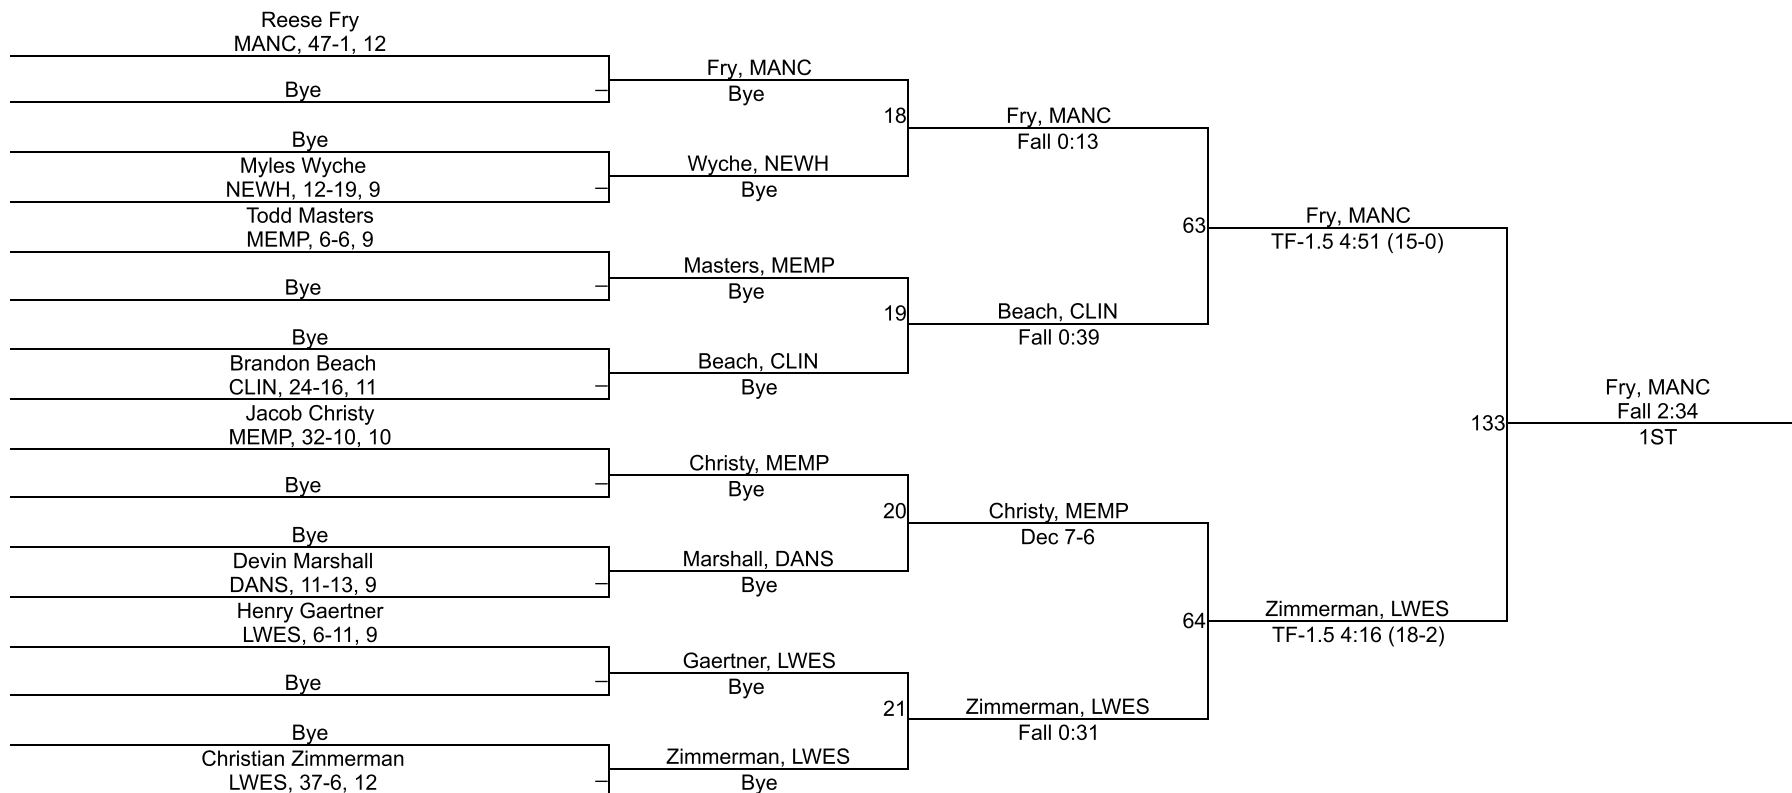 Reese Fry
MANC, 47-1, 12
Bye
Bye
Myles Wyche
NEWH, 12-19, 9
Todd Masters
MEMP, 6-6, 9
Bye
Bye
Brandon Beach
CLIN, 24-16, 11
Jacob Christy
MEMP, 32-10, 10
Bye
Bye
Devin Marshall
DANS, 11-13, 9
Henry Gaertner
LWES, 6-11, 9
Bye
Bye
Christian Zimmerman
LWES, 37-6, 12
Fry, MANC
Bye
Wyche, NEWH
Bye
Masters, MEMP
Bye
Beach, CLIN
Bye
Christy, MEMP
Bye
Marshall, DANS
Bye
Gaertner, LWES
Bye
Zimmerman, LWES
Bye
18
19
20
21
Fry, MANC
Fall 0:13
Beach, CLIN
Fall 0:39
Christy, MEMP
Dec 7-6
Zimmerman, LWES
Fall 0:31
63
64
Fry, MANC
TF-1.5 4:51 (15-0)
Zimmerman, LWES
TF-1.5 4:16 (18-2)
133
Fry, MANC
Fall 2:34
1ST